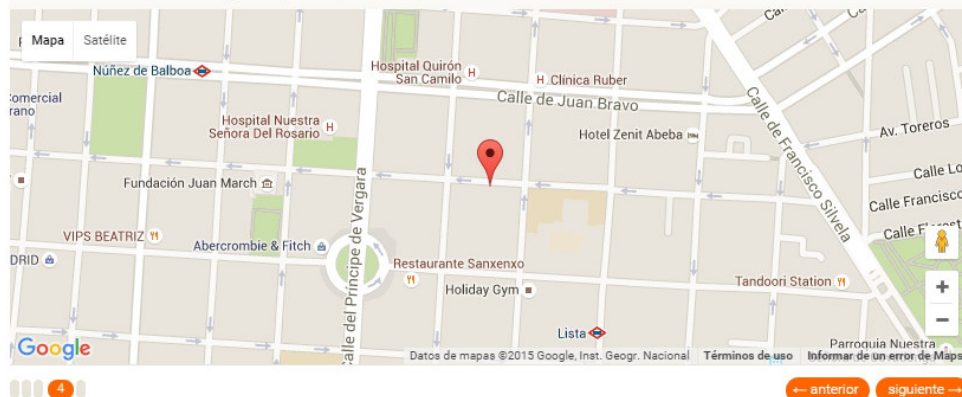 Mapa Satélite
Núñez de Balboa
Hospital Quirón
San Camilo
Clínica Ruber
Calle de Juan Bravo
Comercial
rano
Hospital Nuestra
Señora Del Rosario
Hotel Zenit Abeba
Av. Toreros
Calle de Francisco Silvela
Calle Lo
Fundación Juan March
Calle Francisco
VIPS BEATRIZ
Abercrombie & Fitch
Calle Florest
DRID
Calle del Príncipe de Vergara
Restaurante Sanxenxo
Tandoori Station
Holiday Gym
+
−
Lista
Parroquia Nuestra
Google
Datos de mapas ©2015 Google, Inst. Geogr. Nacional Términos de uso Informar de un error de Maps
4
← anterior siguiente →